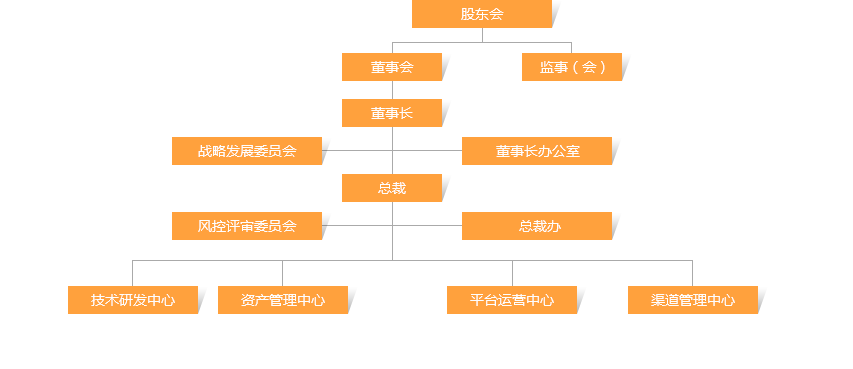 股东会
董事会
监事（会）
董事长
战略发展委员会
董事长办公室
总裁
风控评审委员会
总裁办
技术研发中心
资产管理中心
平台运营中心
渠道管理中心